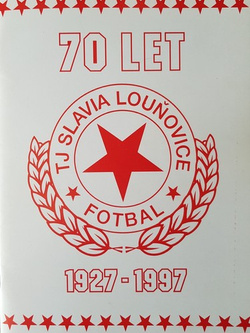 70 LET
TJ SLAVIA LOUŇOVICE
FOTBAL
1927-1997